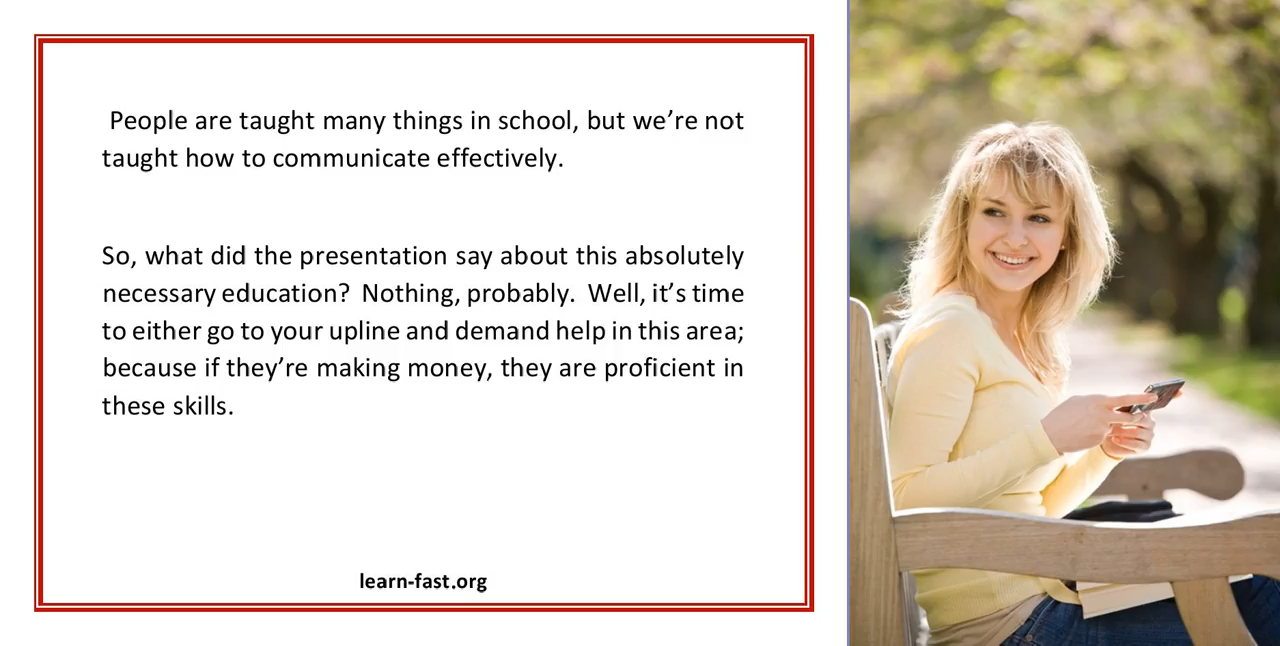 People are taught many things in school, but we’re not
taught how to communicate effectively.
So, what did the presentation say about this absolutely
necessary education?  Nothing, probably.  Well, it’s time
to either go to your upline and demand help in this area;
because if they’re making money, they are proficient in
these skills.
learn-fast.org